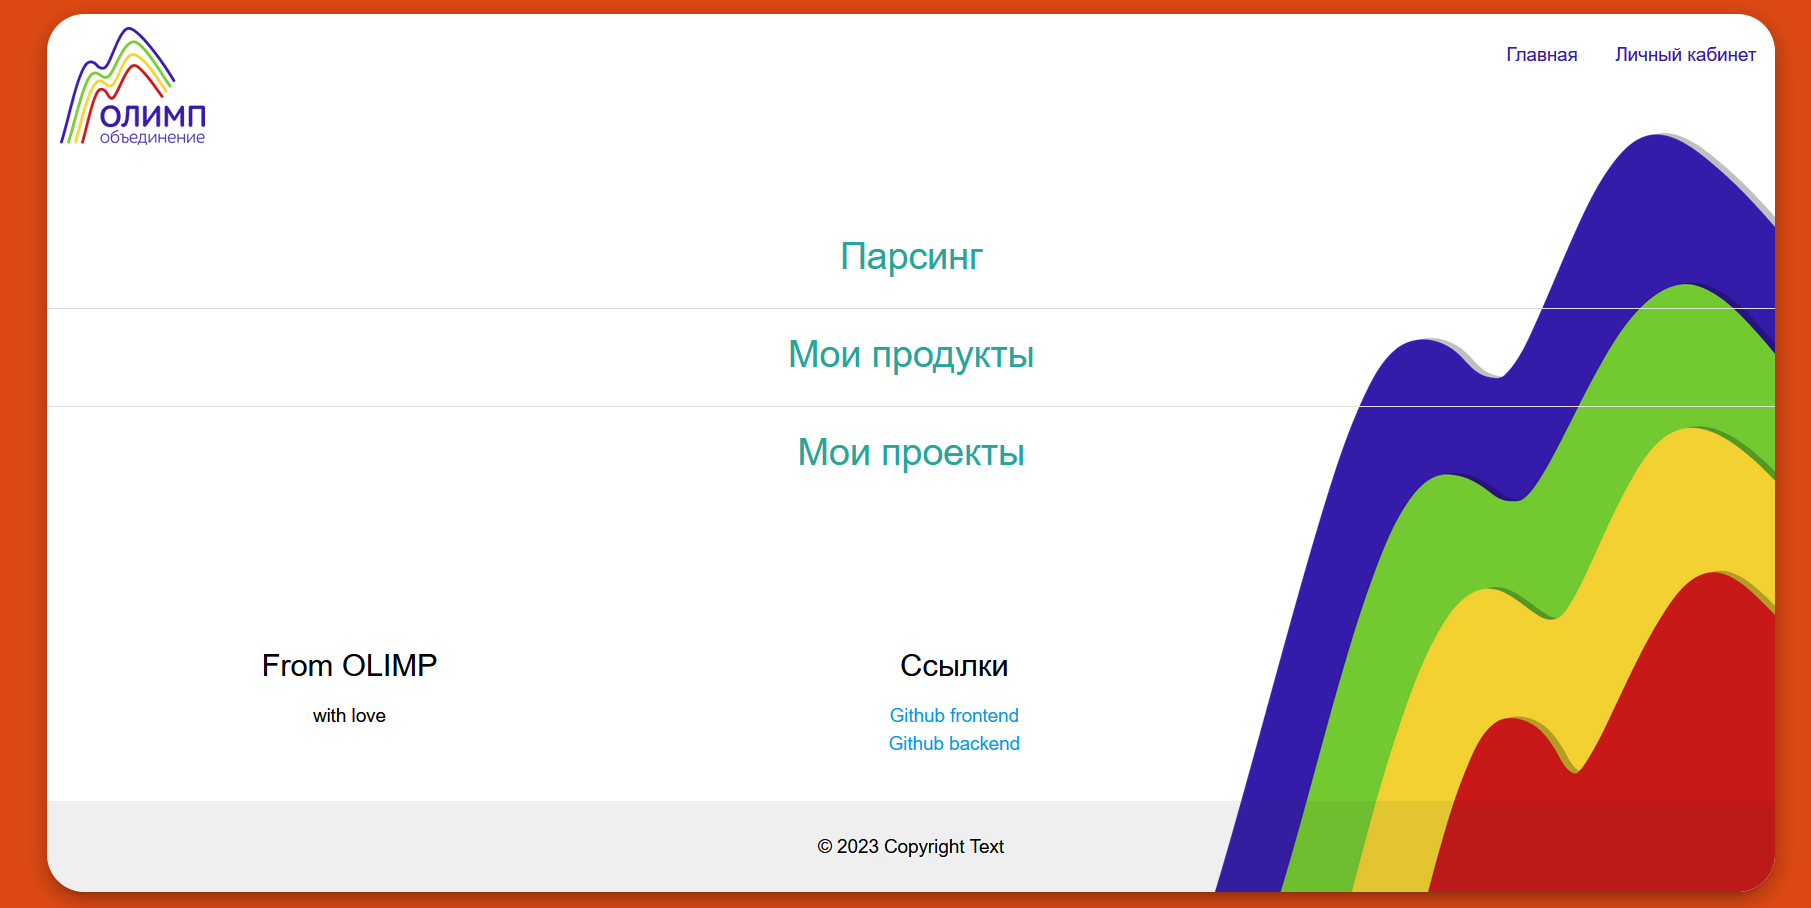 ОЛИМП
объединение
Главная Личный кабинет
Парсинг
Мои продукты
Мои проекты
From OLIMP
with love
Ссылки
Github frontend
Github backend
© 2023 Copyright Text